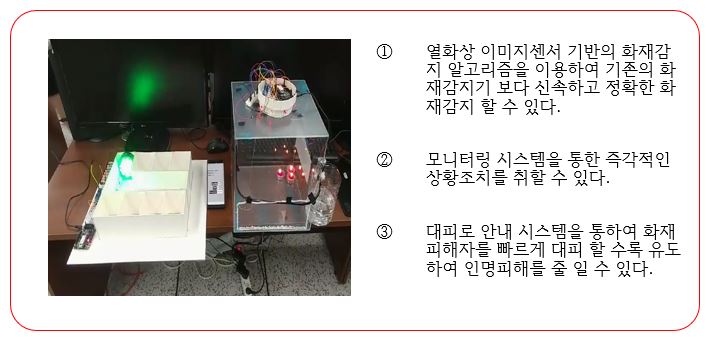 ① 열화상 이미지센서 기반의 화재감
지 알고리즘을 이용하여 기존의 화
재감지기 보다 신속하고 정확한 화
재감지 할 수 있다.
② 모니터링 시스템을 통한 즉각적인
상황조치를 취할 수 있다.
③ 대피로 안내 시스템을 통하여 화재
피해자를 빠르게 대피 할 수록 유도
하여 인명피해를 줄 일 수 있다.